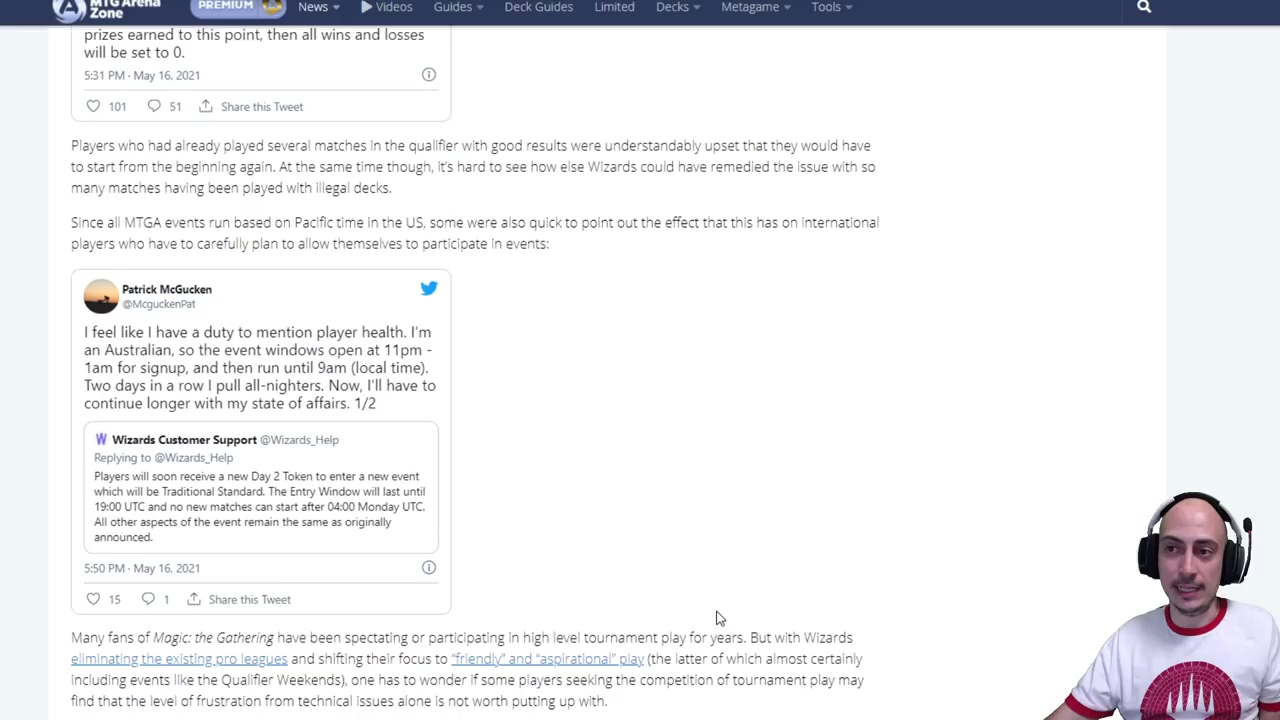 MTG Arena
Zone
PREMIUM
News
Videos
Guides
Deck Guides
Limited
Decks
Metagame
Tools
prizes earned to this point, then all wins and losses
will be set to 0.
5:31 PM · May 16, 2021
101
51
Share this Tweet
Players who had already played several matches in the qualifier with good results were understandably upset that they would have
to start from the beginning again. At the same time though, it's hard to see how else Wizards could have remedied the issue with so
many matches having been played with illegal decks.
Since all MTGA events run based on Pacific time in the US, some were also quick to point out the effect that this has on international
players who have to carefully plan to allow themselves to participate in events:
Patrick McGucken
@McguckenPat
I feel like I have a duty to mention player health. I'm
an Australian, so the event windows open at 11pm -
1am for signup, and then run until 9am (local time).
Two days in a row I pull all-nighters. Now, I'll have to
continue longer with my state of affairs. 1/2
Wizards Customer Support @Wizards_Help
Replying to @Wizards_Help
Players will soon receive a new Day 2 Token to enter a new event
which will be Traditional Standard. The Entry Window will last until
19:00 UTC and no new matches can start after 04:00 Monday UTC.
All other aspects of the event remain the same as originally
announced.
5:50 PM · May 16, 2021
15
1
Share this Tweet
Many fans of Magic: the Gathering have been spectating or participating in high level tournament play for years. But with Wizards
eliminating the existing pro leagues and shifting their focus to "friendly" and "aspirational" play (the latter of which almost certainly
including events like the Qualifier Weekends), one has to wonder if some players seeking the competition of tournament play may
find that the level of frustration from technical issues alone is not worth putting up with.